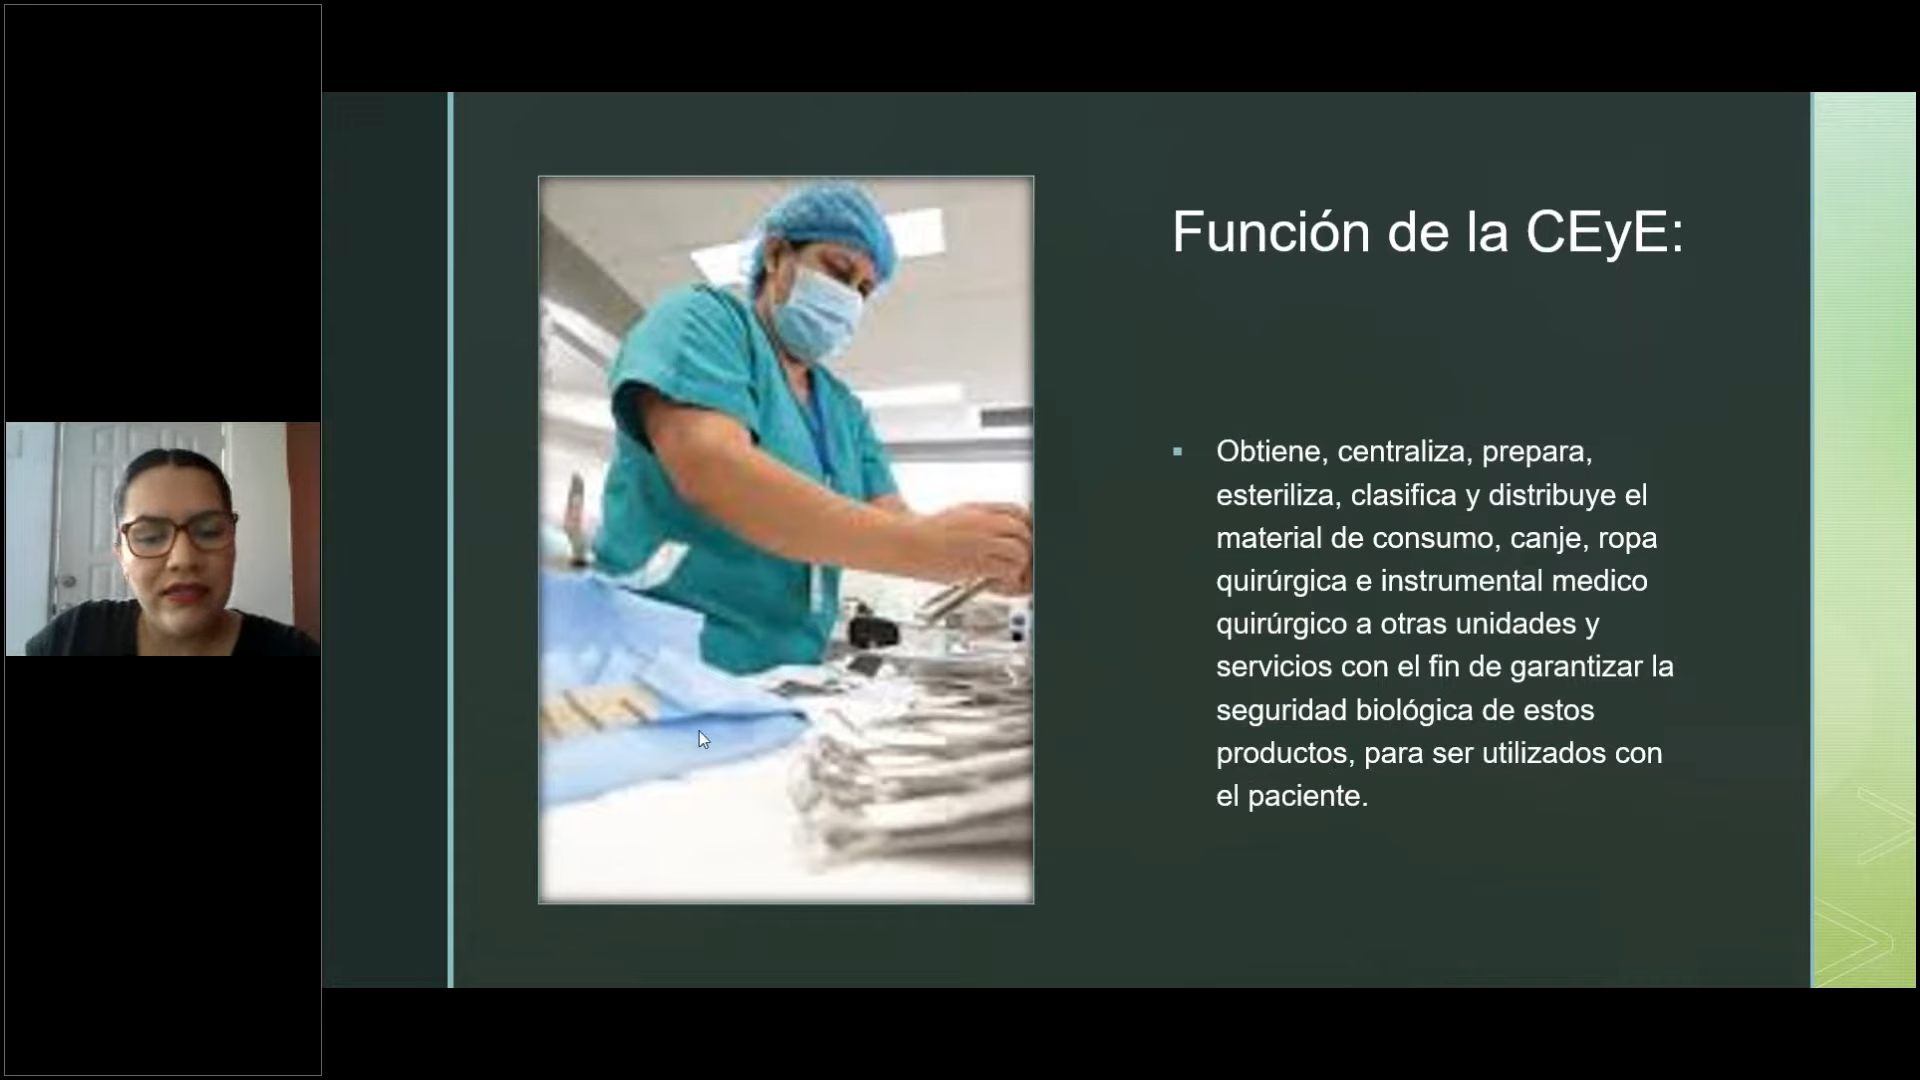 Función de la CEyE:
Obtiene, centraliza, prepara,
esteriliza, clasifica y distribuye el
material de consumo, canje, ropa
quirúrgica e instrumental medico
quirúrgico a otras unidades y
servicios con el fin de garantizar la
seguridad biológica de estos
productos, para ser utilizados con
el paciente.